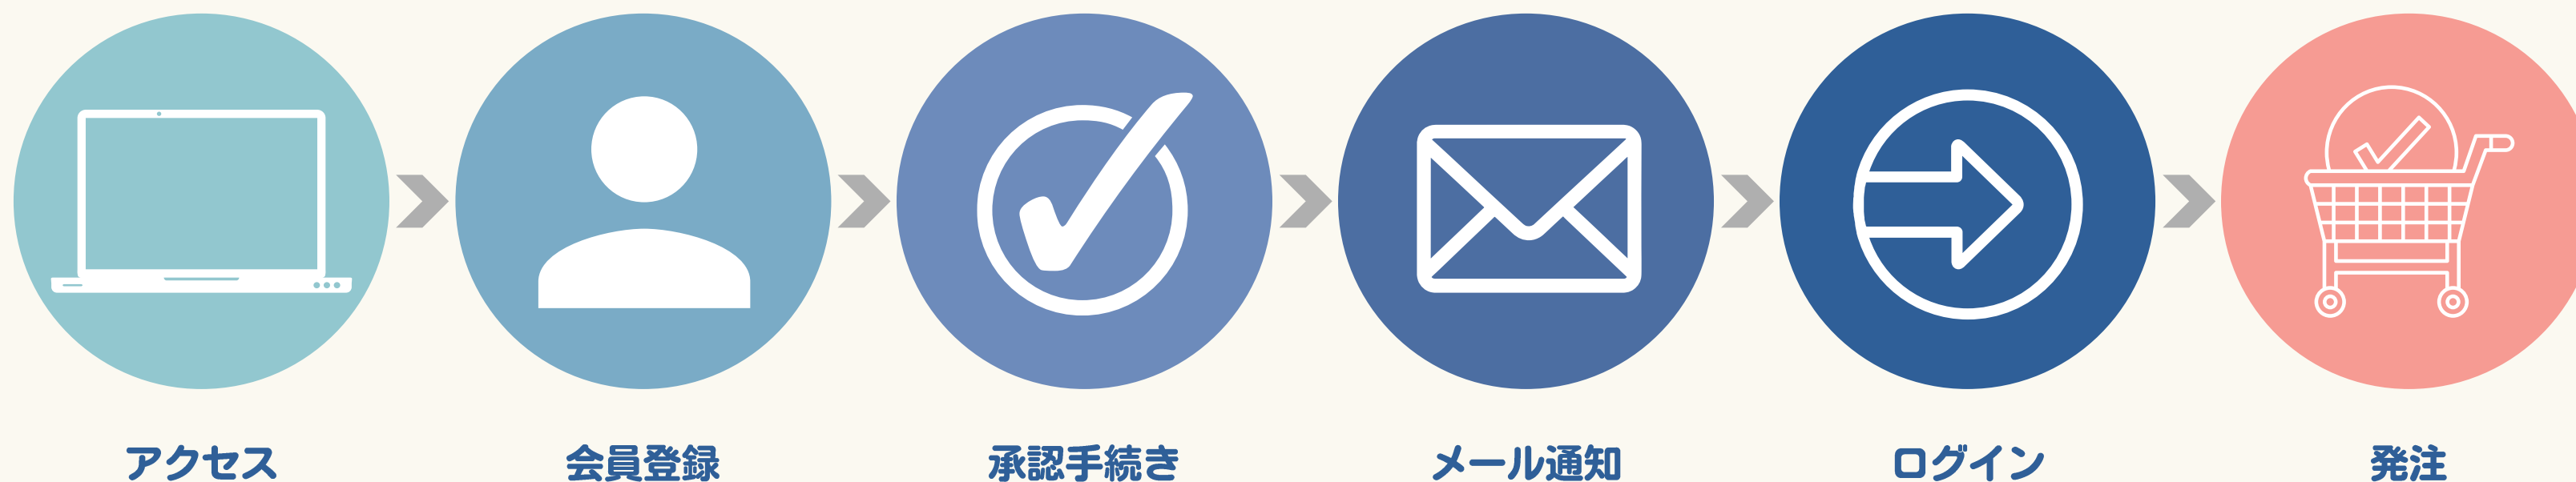 アクセス
会員登録
承認手続き
メール通知
ログイン
発注